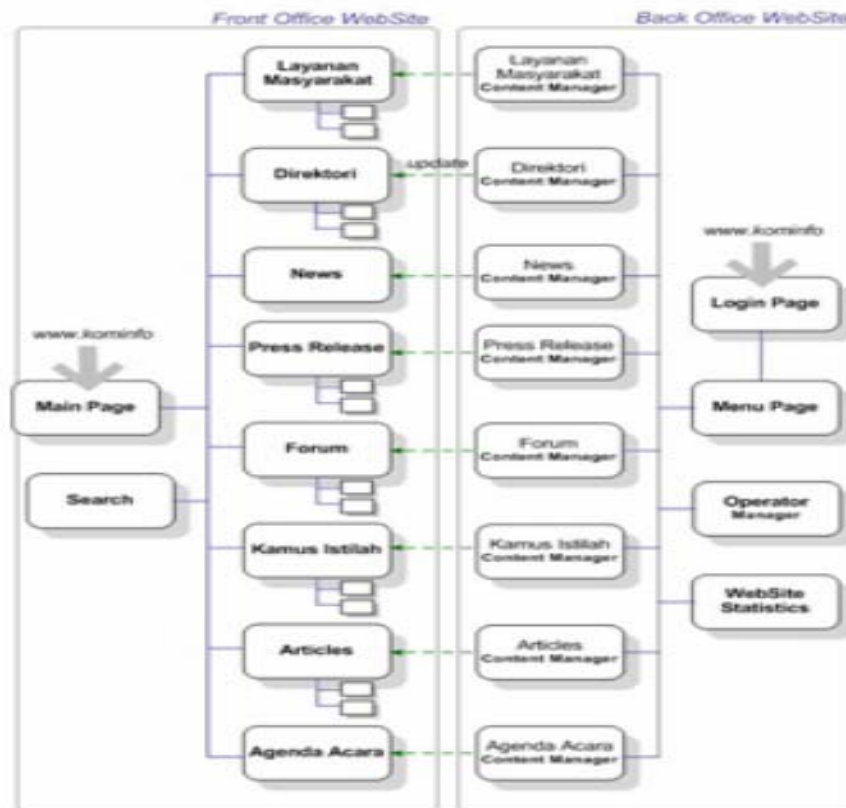 Front Office WebSite
Back Office WebSite
Layanan
Masyarakat
Layanan
Masyarakat
Content Manager
update
Direktori
Direktori
Content Manager
www.kominfo
News
News
Content Manager
Login Page
www.kominfo
Press Release
Press Release
Content Manager
Main Page
Menu Page
Forum
Forum
Content Manager
Search
Operator
Manager
Kamus Istilah
Kamus Istilah
Content Manager
WebSite
Statistics
Articles
Articles
Content Manager
Agenda Acara
Agenda Acara
Content Manager